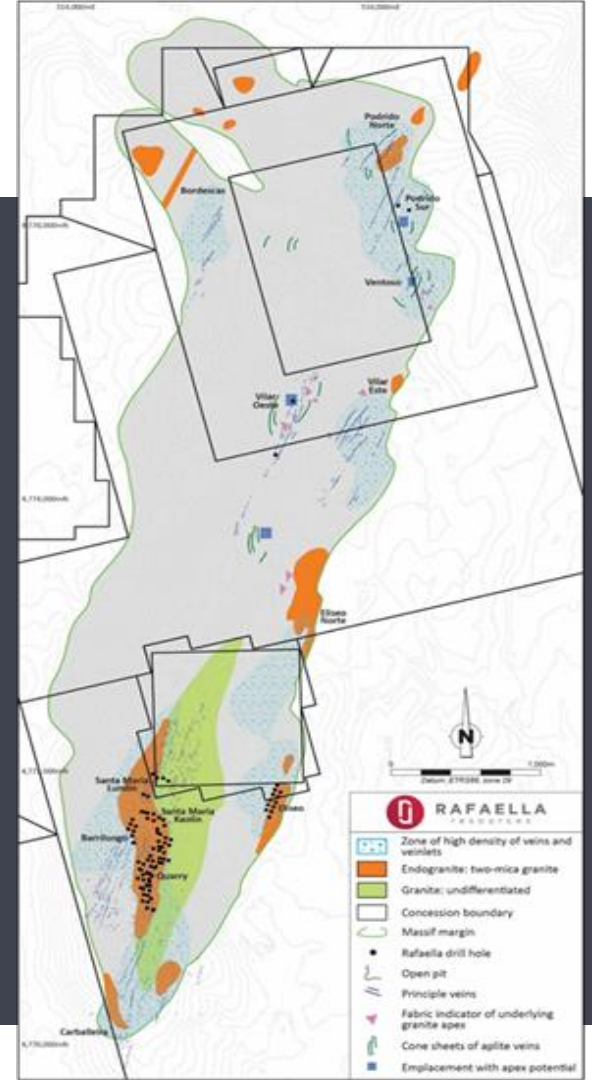 Podrido
Norte
Bordescas
Podrido
Sur
Ventoso
Vilar
Oeste
Vilar
Este
Eliseo
Norte
Santa Maria
Lundin
Santa Maria
Kaolin
Eliseo
Barrilongo
Quarry
Carballeira
N
0
1,000m
Datum: ETRS89, zone 29
RAFAELLA
RESOURCES
Zone of high density of veins and
veinlets
Endogranite: two-mica granite
Granite: undifferentiated
Concession boundary
Massif margin
Rafaella drill hole
Open pit
Principle veins
Fabric indicator of underlying
granite apex
Cone sheets of aplite veins
Emplacement with apex potential